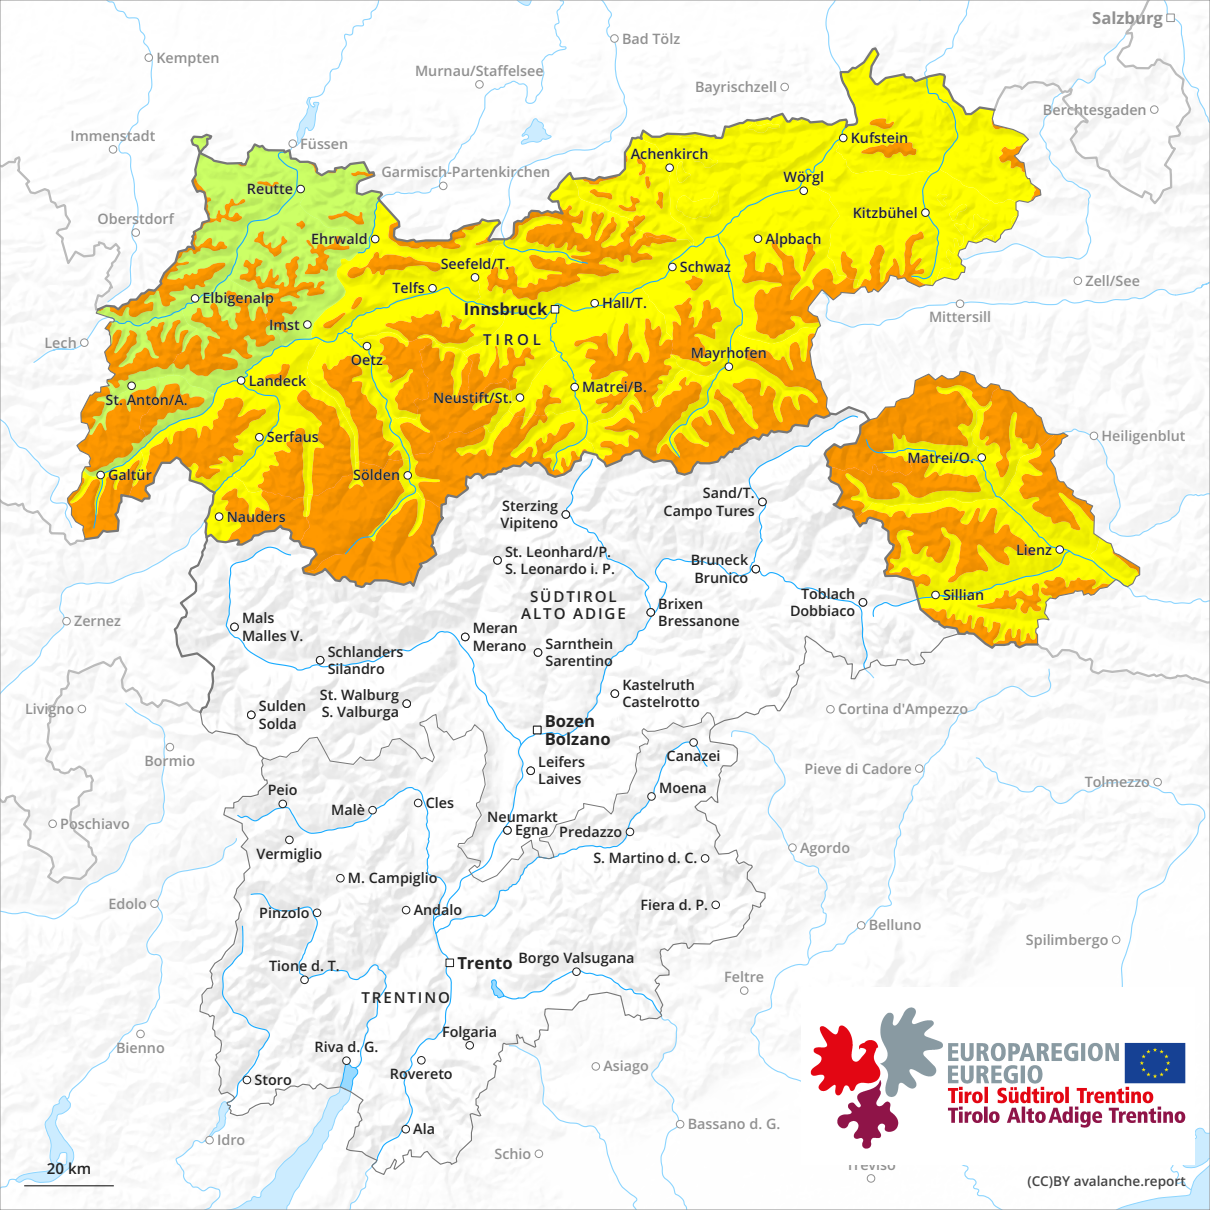 Salzburg
Bad Tölz
Kempten
Murnau/Staffelsee
Bayrischzell
Berchtesgaden
Immenstadt
Füssen
Kufstein
Achenkirch
Garmisch-Partenkirchen
Wörgl
Reutte
Oberstdorf
Kitzbühel
Ehrwald
Alpbach
Seefeld/T.
Schwaz
Zell/See
Telfs
Elbigenalp
Innsbruck
Hall/T.
Mittersill
Imst
TIROL
Lech
Oetz
Mayrhofen
Landeck
Matrei/B.
St. Anton/A.
Neustift/St.
Serfaus
Heiligenblut
Matrei/O.
Galtür
Sölden
Sand/T.
Campo Tures
Sterzing
Vipiteno
Nauders
St. Leonhard/P.
S. Leonardo i. P.
Lienz
Bruneck
Brunico
SÜDTIROL
ALTO ADIGE
Toblach
Dobbiaco
Sillian
Brixen
Bressanone
Zernez
Mals
Malles V.
Meran
Merano
Sarnthein
Sarentino
Schlanders
Silandro
Kastelruth
Castelrotto
St. Walburg
S. Valburga
Livigno
Sulden
Solda
Cortina d'Ampezzo
Bozen
Bolzano
Canazei
Bormio
Leifers
Laives
Pieve di Cadore
Tolmezzo
Peio
Moena
Malè
Cles
Neumarkt
Egna
Predazzo
Poschiavo
Vermiglio
Agordo
S. Martino d. C.
M. Campiglio
Edolo
Pinzolo
Andalo
Fiera d. P.
Belluno
Spilimbergo
Trento
Borgo Valsugana
Tione d. T.
Feltre
TRENTINO
Folgaria
Bienno
Riva d. G.
Rovereto
Asiago
Storo
EUROPAREGION
EUREGIO
Tirol Südtirol Trentino
Tirolo Alto Adige Trentino
Ala
Bassano d. G.
Idro
Schio
Treviso
20 km
(CC)BY avalanche.report